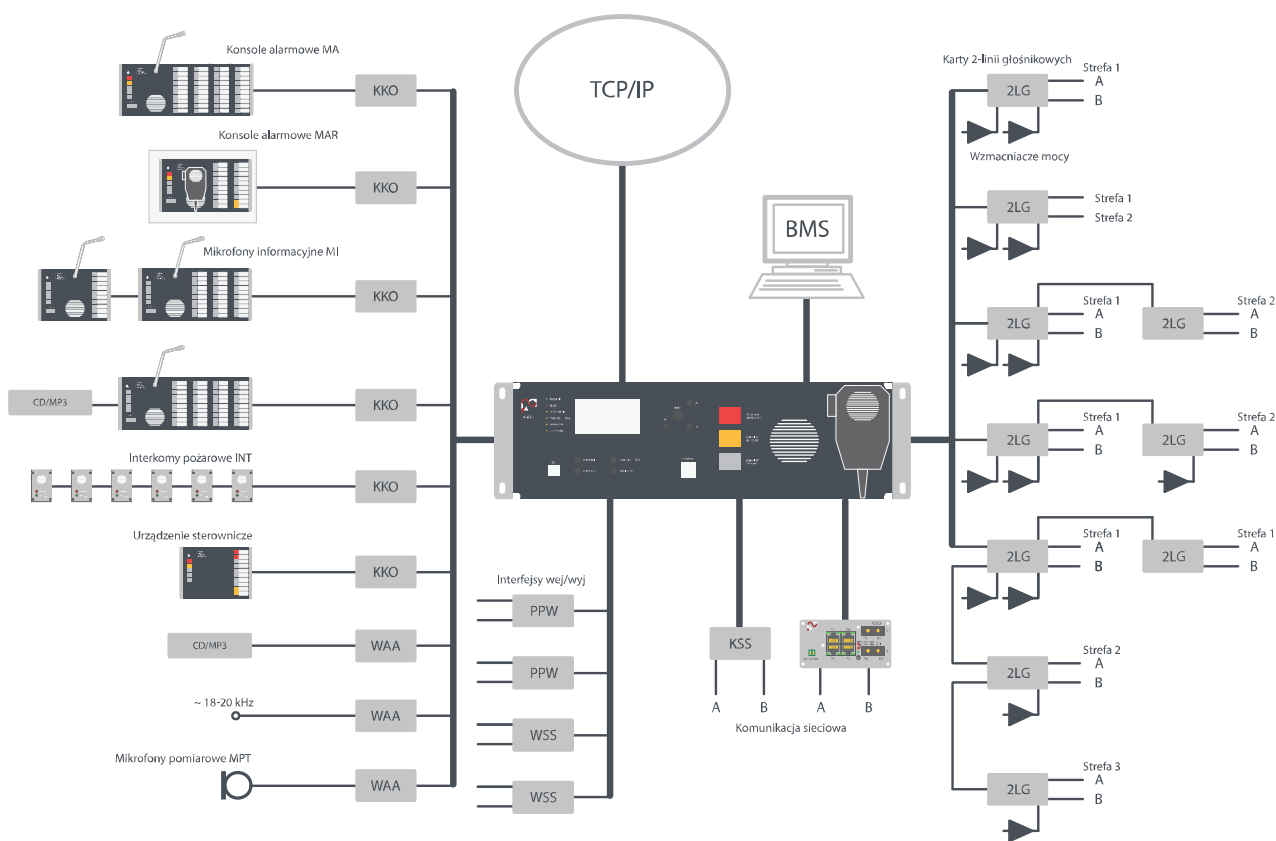 Konsole alarmowe MA
KKO
Konsole alarmowe MAR
KKO
Mikrofony informacyjne MI
KKO
CD/MP3
KKO
Interkomy pożarowe INT
KKO
Urządzenie sterownicze
KKO
CD/MP3
WAA
~ 18-20 kHz
WAA
Mikrofony pomiarowe MPT
WAA
TCP/IP
BMS
Interfejsy wej/wyj
PPW
PPW
WSS
WSS
KSS
A
B
A
B
Komunikacja sieciowa
Karty 2-linii głośnikowych
2LG
Strefa 1
A
B
Wzmacniacze mocy
2LG
Strefa 1
Strefa 2
2LG
Strefa 1
A
B
2LG
Strefa 2
A
B
2LG
Strefa 1
A
B
2LG
Strefa 2
A
B
2LG
Strefa 1
A
B
2LG
Strefa 1
A
B
2LG
Strefa 2
A
B
2LG
Strefa 3
A
B